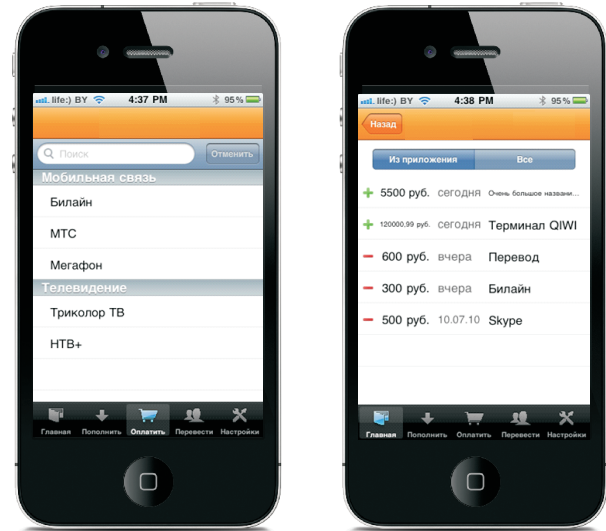 life:) BY 4:37 PM 95%
Поиск
Отменить
Мобильная связь
Билайн
МТС
Мегафон
Телевидение
Триколор ТВ
НТВ+
Главная Пополнить Оплатить Перевести Настройки
life:) BY 4:38 PM 95%
Назад
Из приложения Все
+ 5500 руб. сегодня Очень большое названи...
+ 120000.99 руб. сегодня Терминал QIWI
− 600 руб. вчера Перевод
− 300 руб. вчера Билайн
− 500 руб. 10.07.10 Skype
Главная Пополнить Оплатить Перевести Настройки